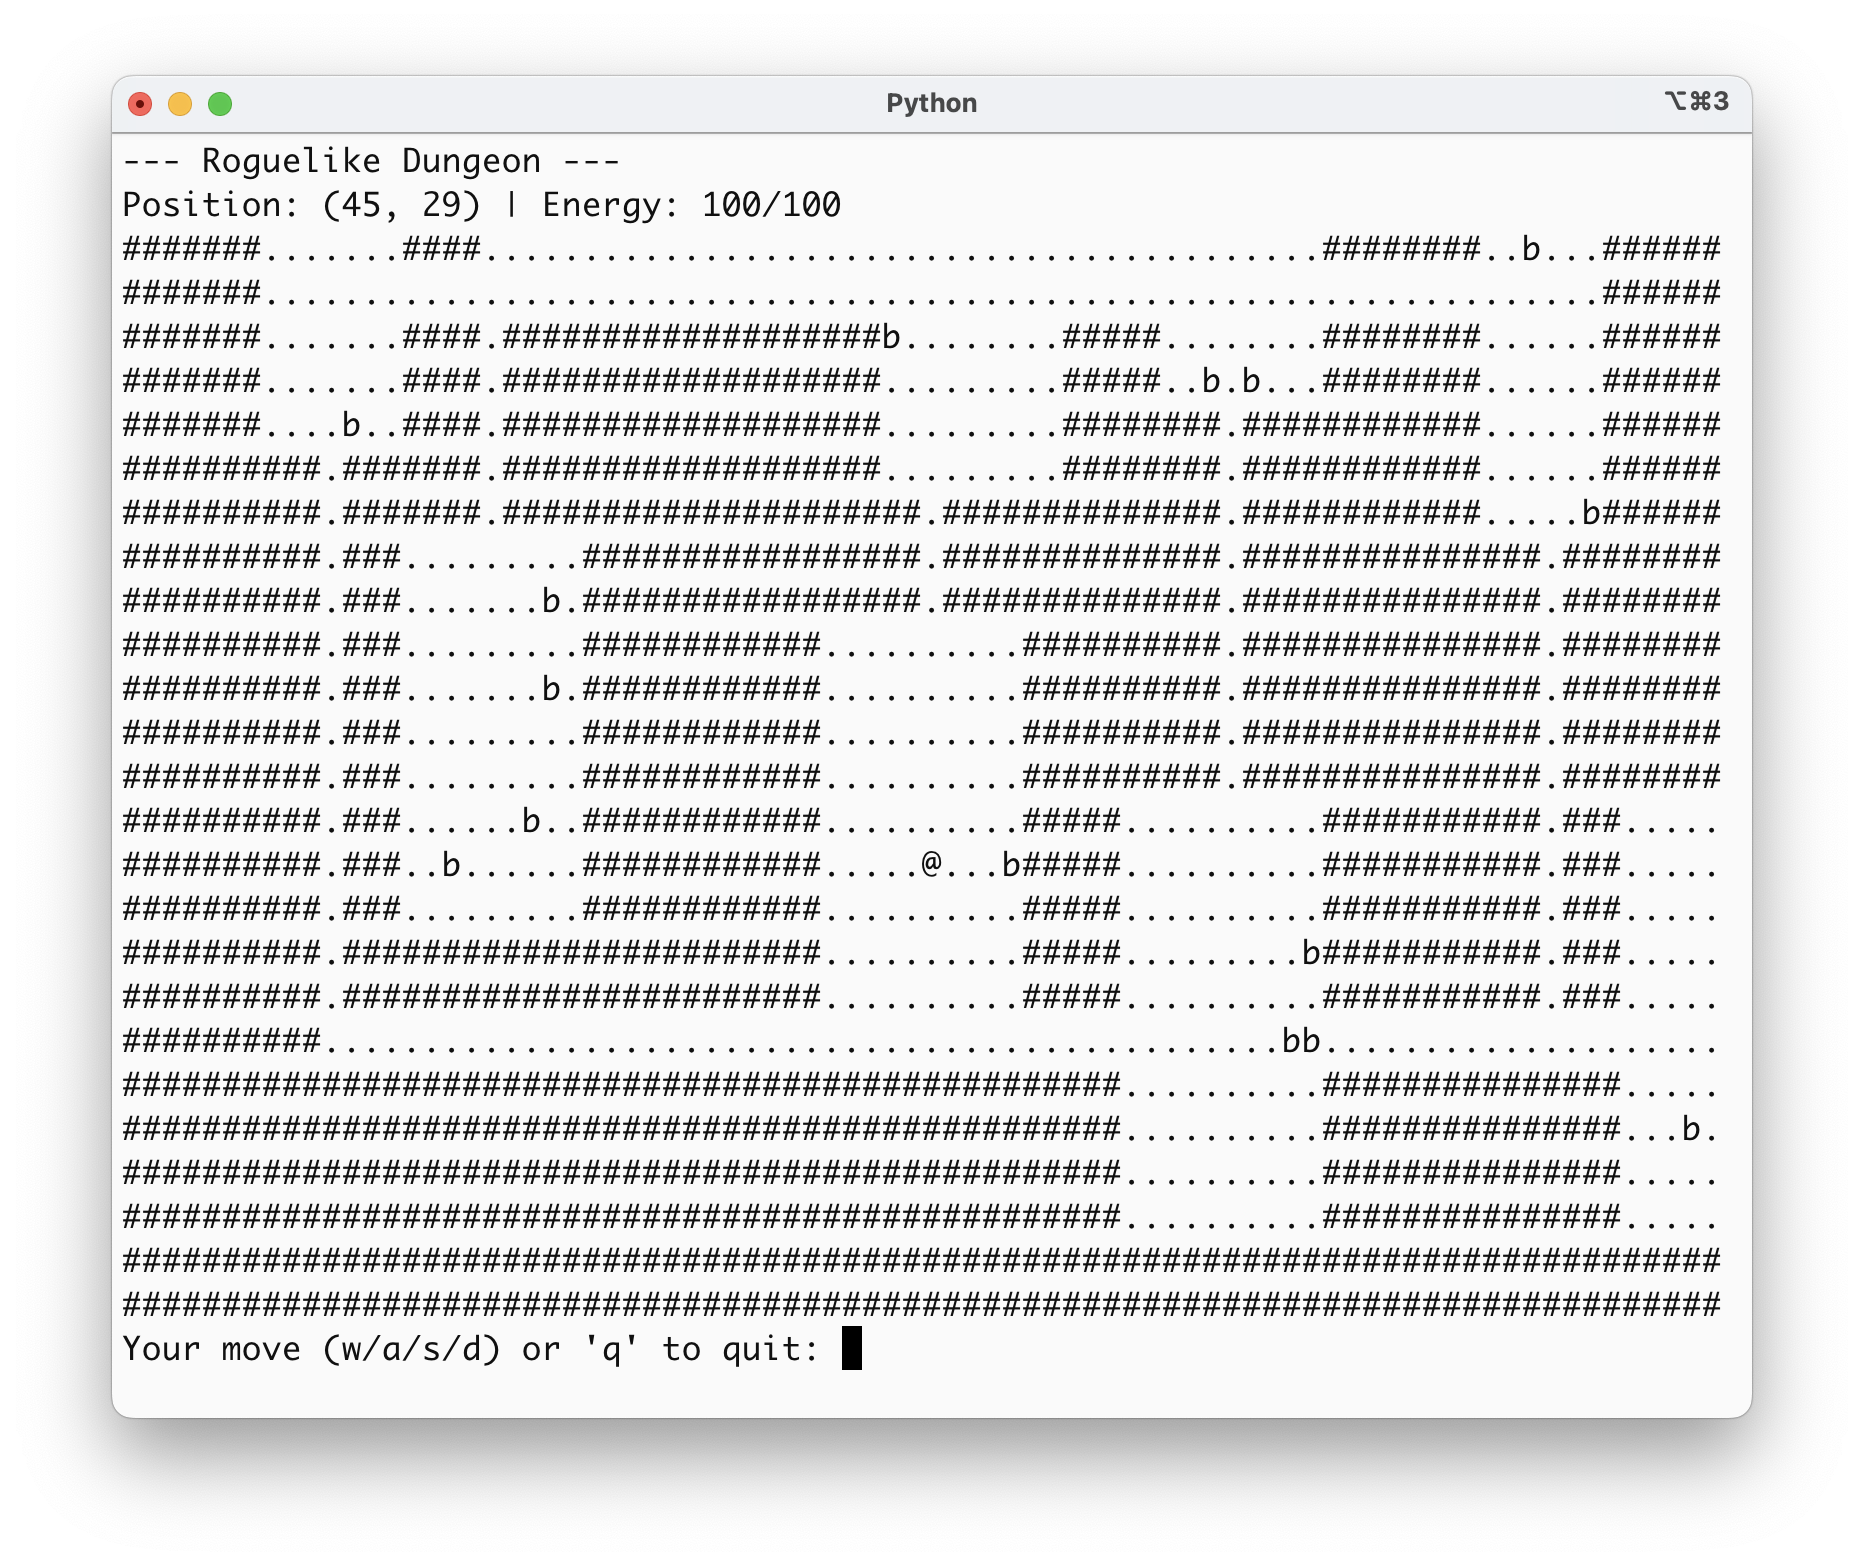 Python
⌥⌘3
--- Roguelike Dungeon ---
Position: (45, 29) | Energy: 100/100
#######.......####..........................................########..b...######
#######...................................................................######
#######.......####.###################b........#####........########......######
#######.......####.###################.........#####..b.b...########......######
#######....b..####.###################.........########.############......######
##########.#######.###################.........########.############......######
##########.#######.#####################.##############.############.....b######
##########.###.........#################.##############.###############.########
##########.###.......b.#################.##############.###############.########
##########.###.........############..........##########.###############.########
##########.###.......b.############..........##########.###############.########
##########.###.........############..........##########.###############.########
##########.###.........############..........##########.###############.########
##########.###......b..############..........#####..........###########.###.....
##########.###..b......############.....@...b#####..........###########.###.....
##########.###.........############..........#####..........###########.###.....
##########.########################..........#####.........b###########.###.....
##########.########################..........#####..........###########.###.....
##########................................................bb....................
##################################################..........###############.....
##################################################..........###############...b.
##################################################..........###############.....
##################################################..........###############.....
################################################################################
################################################################################
Your move (w/a/s/d) or 'q' to quit: